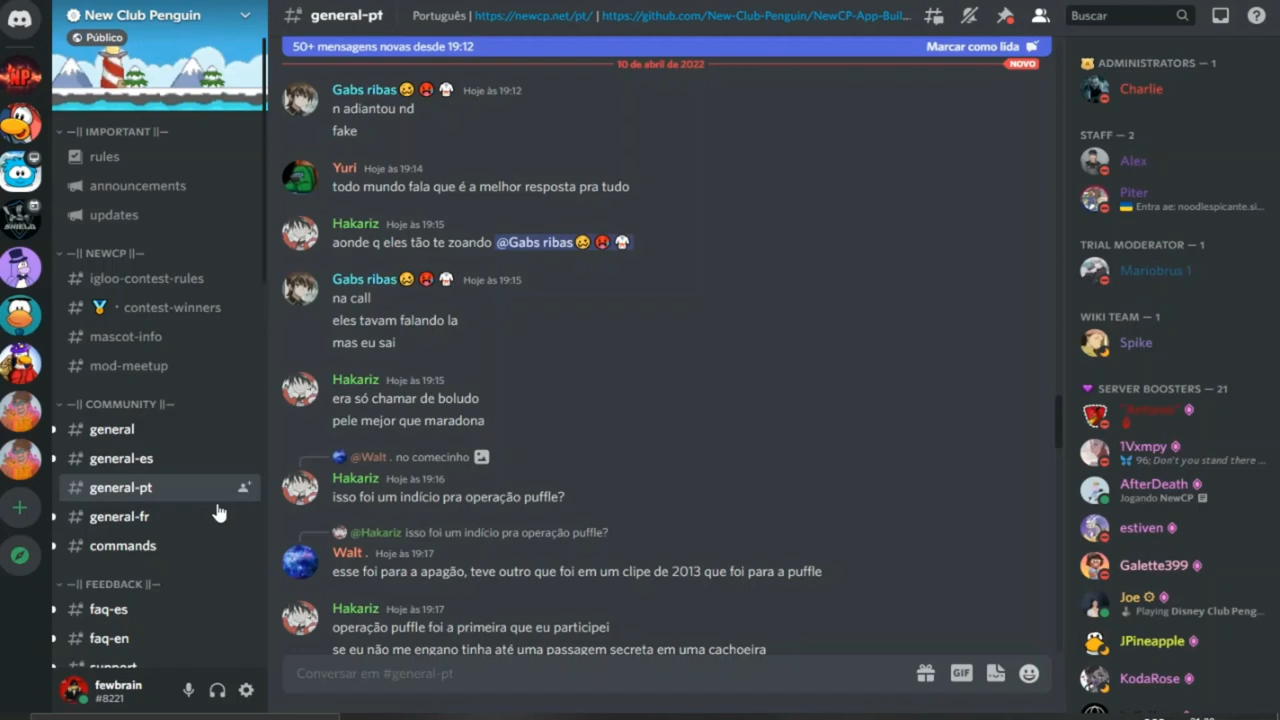 New Club Penguin
Público
—|| IMPORTANT ||—
rules
announcements
updates
—|| NEWCP ||—
igloo-contest-rules
🏅・contest-winners
mascot-info
mod-meetup
—|| COMMUNITY ||—
general
general-es
general-pt
general-fr
commands
—|| FEEDBACK ||—
faq-es
faq-en
support
fewbrain
#8221
general-pt
Português | https://newcp.net/pt/ | https://github.com/New-Club-Penguin/NewCP-App-Buil...
Buscar
50+ mensagens novas desde 19:12
Marcar como lida
10 de abril de 2022
NOVO
Gabs ribas Hoje às 19:12
n adiantou nd
fake
Yuri Hoje às 19:14
todo mundo fala que é a melhor resposta pra tudo
Hakariz Hoje às 19:15
aonde q eles tão te zoando @Gabs ribas
Gabs ribas Hoje às 19:15
na call
eles tavam falando la
mas eu sai
Hakariz Hoje às 19:15
era só chamar de boludo
pele mejor que maradona
@Walt . no comecinho
Hakariz Hoje às 19:16
isso foi um indício pra operação puffle?
@Hakariz isso foi um indício pra operação puffle?
Walt . Hoje às 19:17
esse foi para a apagão, teve outro que foi em um clipe de 2013 que foi para a puffle
Hakariz Hoje às 19:17
operação puffle foi a primeira que eu participei
se eu não me engano tinha até uma passagem secreta em uma cachoeira
Conversar em #general-pt
GIF
ADMINISTRATORS — 1
Charlie
STAFF — 2
Alex
Piter
Entra ae: noodlespicante.si...
TRIAL MODERATOR — 1
Mariobrus 1
WIKI TEAM — 1
Spike
SERVER BOOSTERS — 21
1Vxmpy
96; Don't you stand there ...
AfterDeath
Jogando NewCP
estiven
Galette399
Joe
Playing Disney Club Peng...
JPineapple
KodaRose